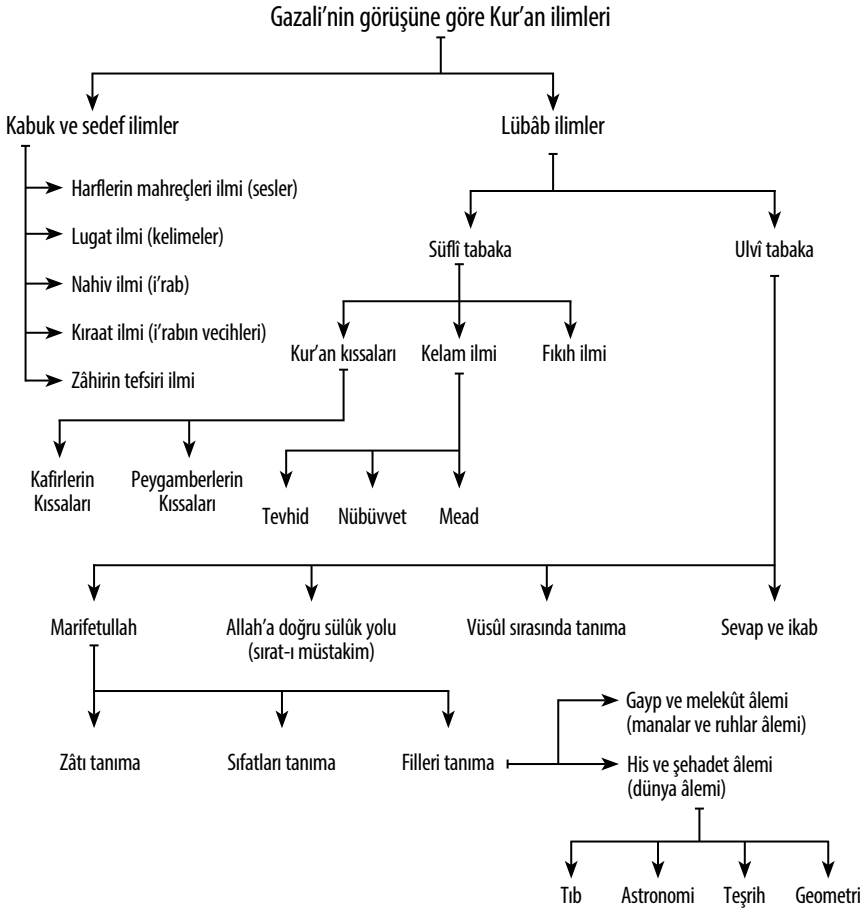 Gazali’nin görüşüne göre Kur’an ilimleri
Kabuk ve sedef ilimler
Lübâb ilimler
Harflerin mahreçleri ilmi (sesler)
Lugat ilmi (kelimeler)
Nahiv ilmi (i’rab)
Kıraat ilmi (i’rabın vecihleri)
Zâhirin tefsiri ilmi
Süflî tabaka
Ulvî tabaka
Kur’an kıssaları
Kelam ilmi
Fıkıh ilmi
Kafirlerin
Kıssaları
Peygamberlerin
Kıssaları
Tevhid
Nübüvvet
Mead
Marifetullah
Allah’a doğru sülûk yolu
(sırat-ı müstakim)
Vüsûl sırasında tanıma
Sevap ve ikab
Zâtı tanıma
Sıfatları tanıma
Filleri tanıma
Gayp ve melekût âlemi
(manalar ve ruhlar âlemi)
His ve şehadet âlemi
(dünya âlemi)
Tıb
Astronomi
Teşrih
Geometri